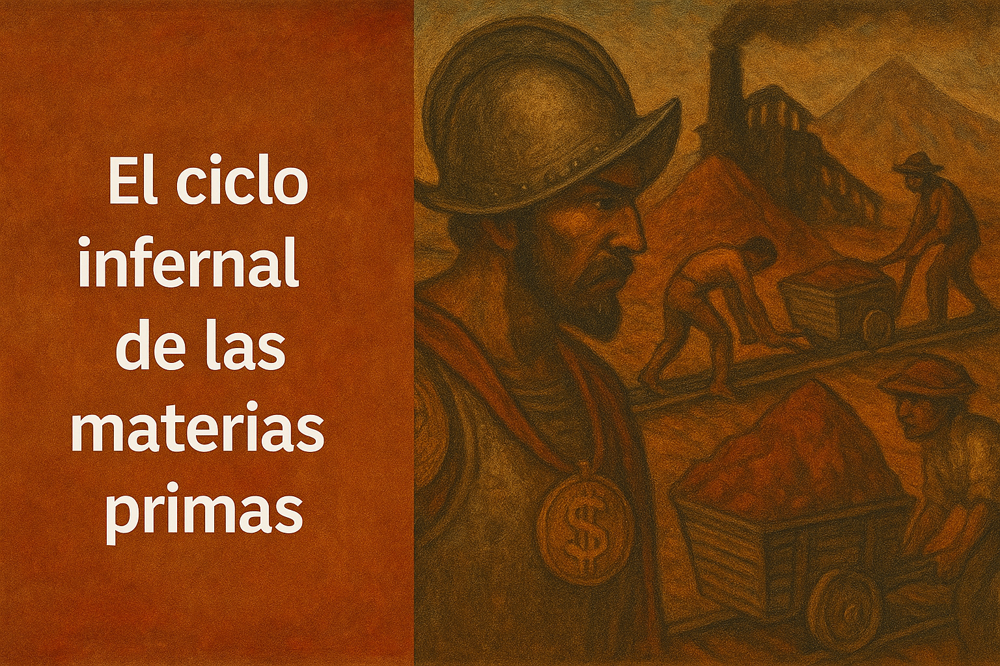 El ciclo
infernal
de las
materias
primas
$